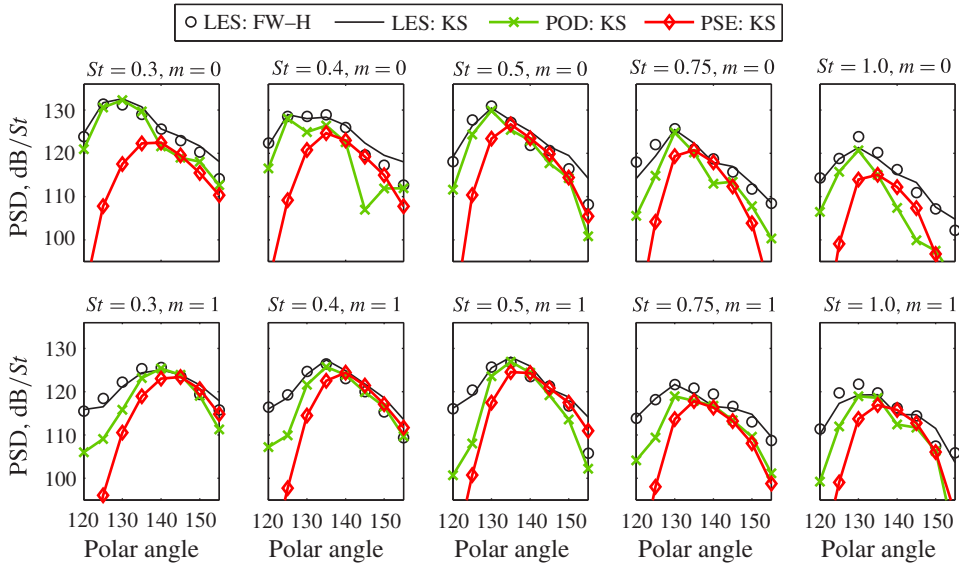 LES: FW–H LES: KS POD: KS PSE: KS
St = 0.3, m = 0 St = 0.4, m = 0 St = 0.5, m = 0 St = 0.75, m = 0 St = 1.0, m = 0
PSD, dB/St
130
120
110
100
St = 0.3, m = 1 St = 0.4, m = 1 St = 0.5, m = 1 St = 0.75, m = 1 St = 1.0, m = 1
PSD, dB/St
130
120
110
100
120 130 140 150 120 130 140 150 120 130 140 150 120 130 140 150 120 130 140 150
Polar angle Polar angle Polar angle Polar angle Polar angle